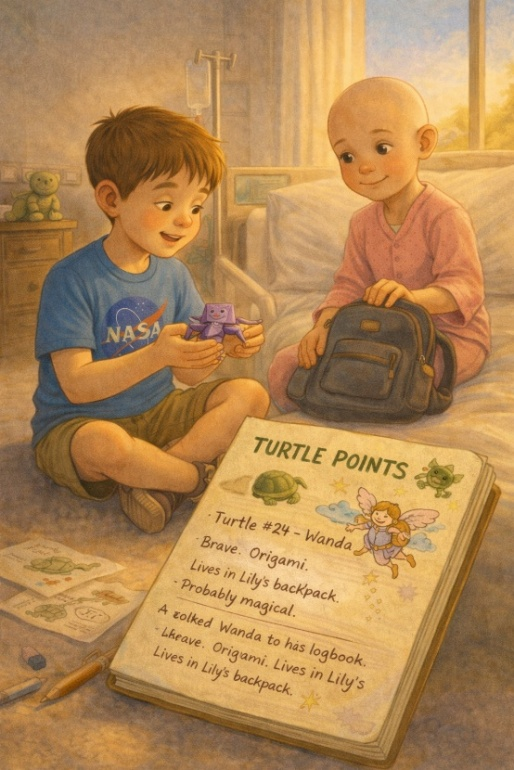 NASA
TURTLE POINTS
· Turtle #24 – Wanda
· Brave. Origami.
Lives in Lily's backpack.
· Probably magical.
A zolked Wanda to has logbook.
- Lkeave. Origami. Lives in Lily's
Lives in Lily's backpack.